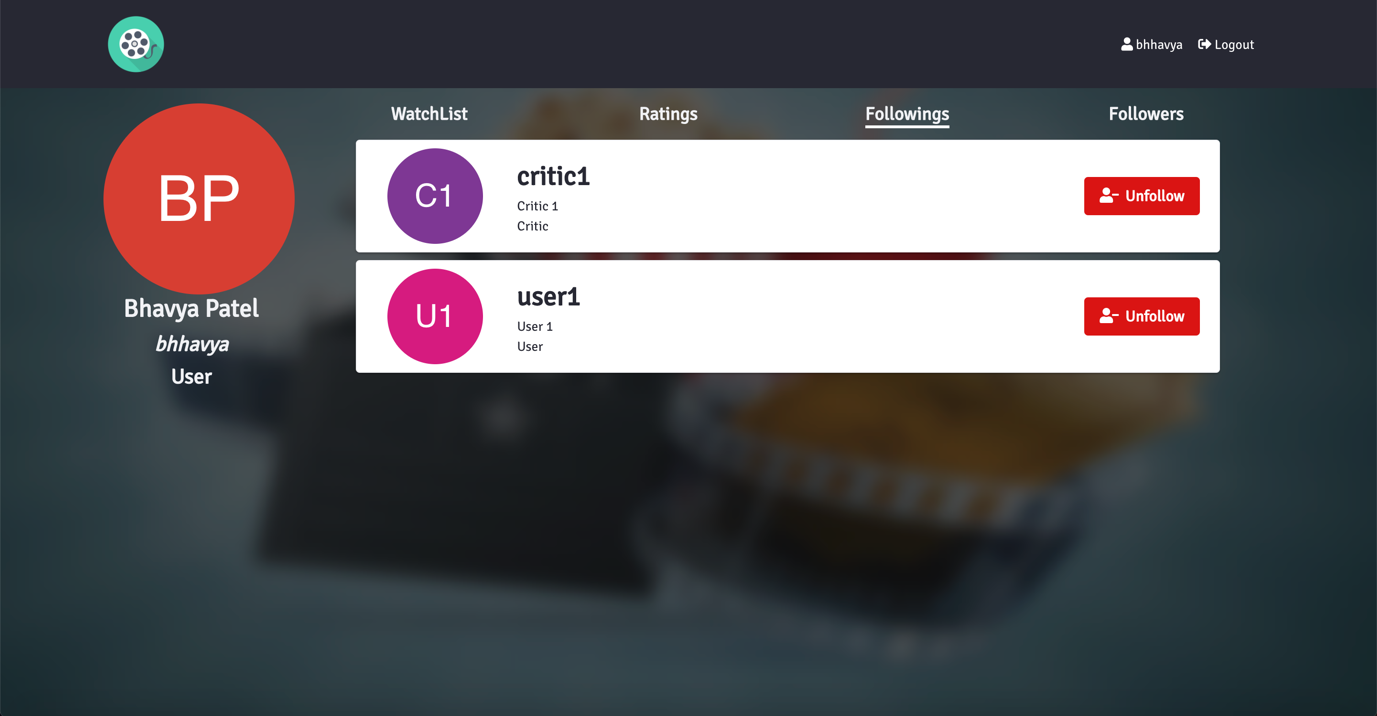 bhhavya Logout
WatchList Ratings Followings Followers
BP
Bhavya Patel
bhhavya
User
C1
critic1
Critic 1
Critic
Unfollow
U1
user1
User 1
User
Unfollow